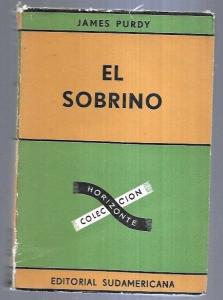 JAMES PURDY
EL
SOBRINO
HORIZONTE
COLECCION
EDITORIAL SUDAMERICANA